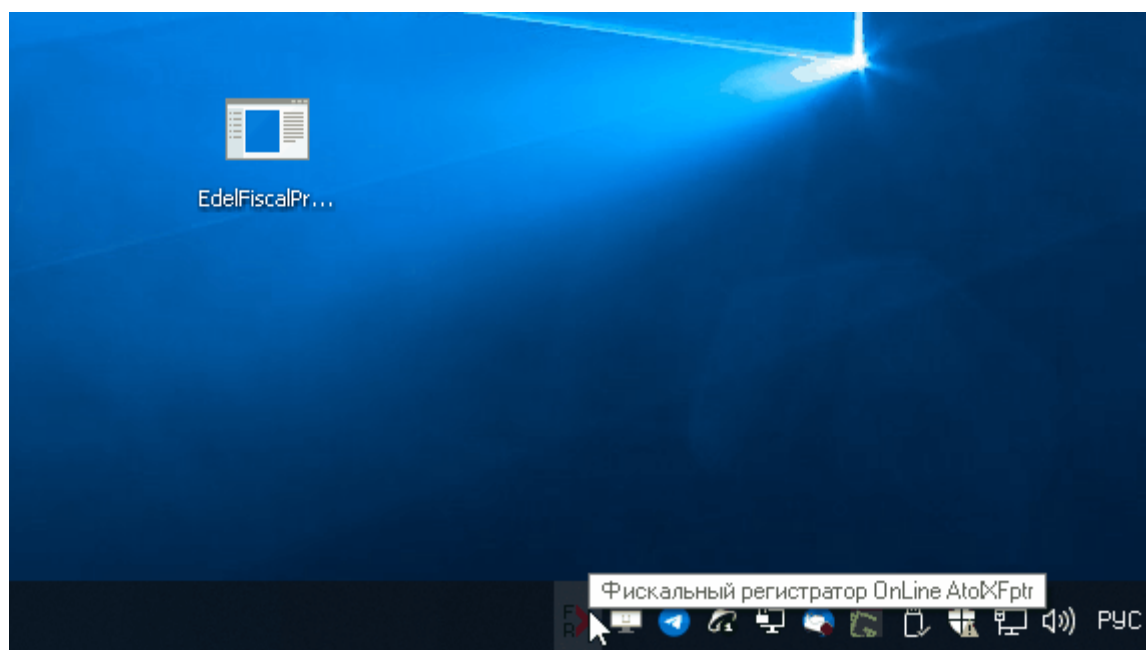 EdelFiscalPr...
Фискальный регистратор OnLine AtolXFptr
F
R
РУС